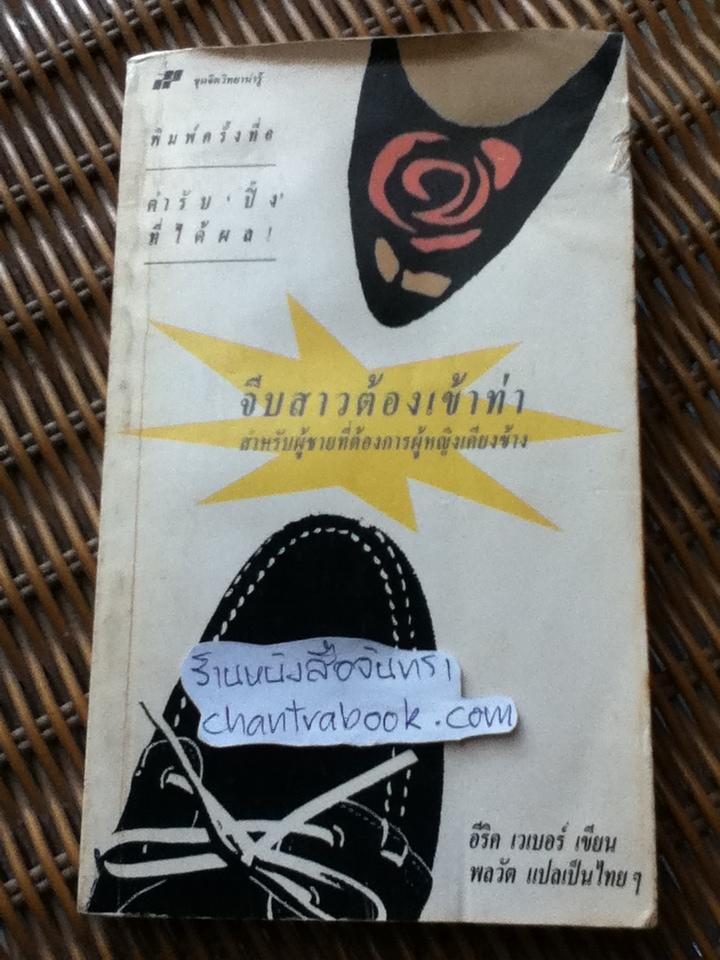 ชุดจิตวิทยาน่ารู้
พิมพ์ครั้งที่๑
ตำรับ 'ปิ๊ง'
ที่ได้ผล!
จีบสาวต้องเข้าท่า
สำหรับผู้ชายที่ต้องการผู้หญิงเคียงข้าง
ร้านหนังสือจันทรา
chantrabook.com
อีริค เวเบอร์ เขียน
พลวัต แปลเป็นไทย ๆ